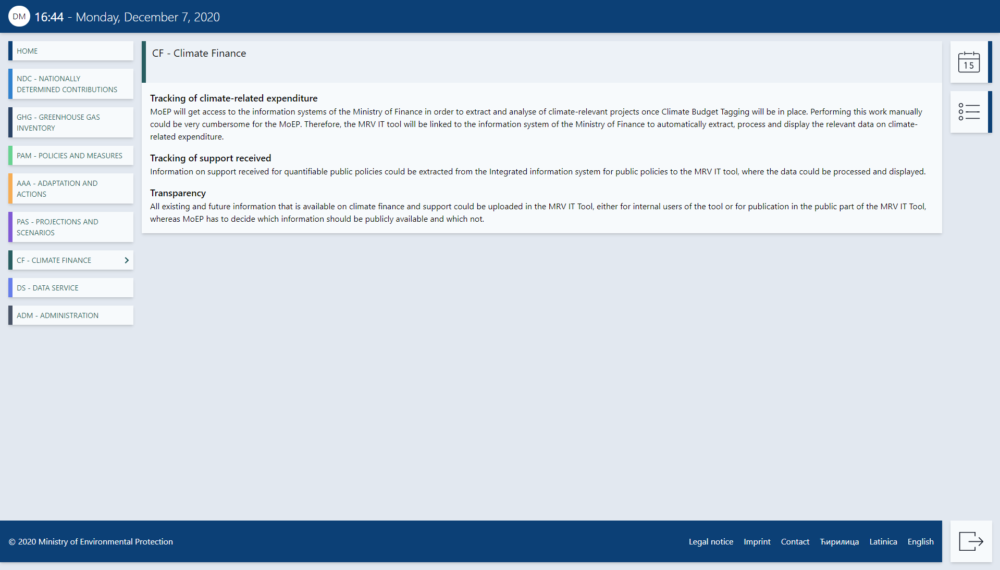 DM 16:44 - Monday, December 7, 2020
HOME
NDC - NATIONALLY
DETERMINED CONTRIBUTIONS
GHG - GREENHOUSE GAS
INVENTORY
PAM - POLICIES AND MEASURES
AAA - ADAPTATION AND
ACTIONS
PAS - PROJECTIONS AND
SCENARIOS
CF - CLIMATE FINANCE
DS - DATA SERVICE
ADM - ADMINISTRATION
CF - Climate Finance
Tracking of climate-related expenditure
MoEP will get access to the information systems of the Ministry of Finance in order to extract and analyse of climate-relevant projects once Climate Budget Tagging will be in place. Performing this work manually
could be very cumbersome for the MoEP. Therefore, the MRV IT tool will be linked to the information system of the Ministry of Finance to automatically extract, process and display the relevant data on climate-
related expenditure.
Tracking of support received
Information on support received for quantifiable public policies could be extracted from the Integrated information system for public policies to the MRV IT tool, where the data could be processed and displayed.
Transparency
All existing and future information that is available on climate finance and support could be uploaded in the MRV IT Tool, either for internal users of the tool or for publication in the public part of the MRV IT Tool,
whereas MoEP has to decide which information should be publicly available and which not.
15
© 2020 Ministry of Environmental Protection
Legal notice Imprint Contact Ћирилица Latinica English